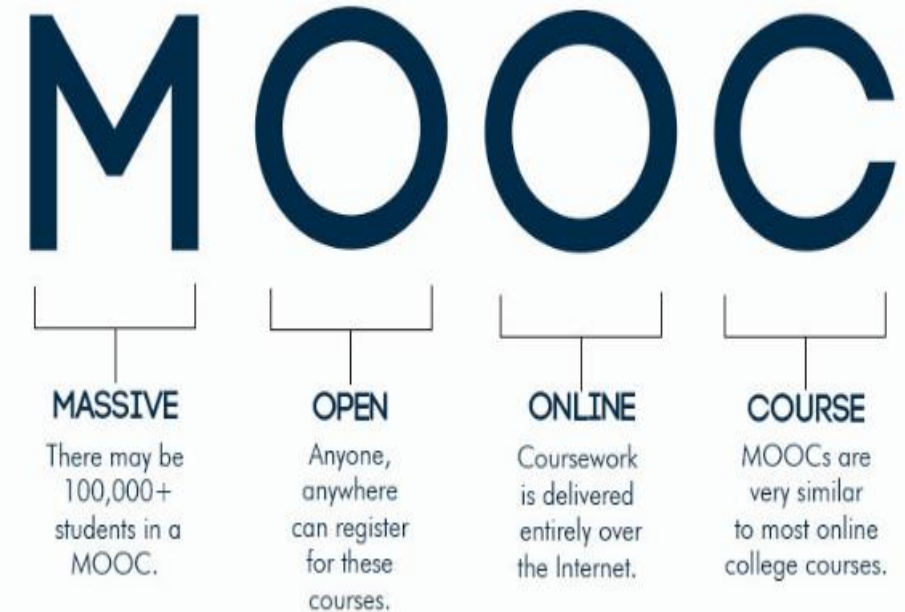 MOOC
MASSIVE
There may be
100,000+
students in a
MOOC.
OPEN
Anyone,
anywhere
can register
for these
courses.
ONLINE
Coursework
is delivered
entirely over
the Internet.
COURSE
MOOCs are
very similar
to most online
college courses.